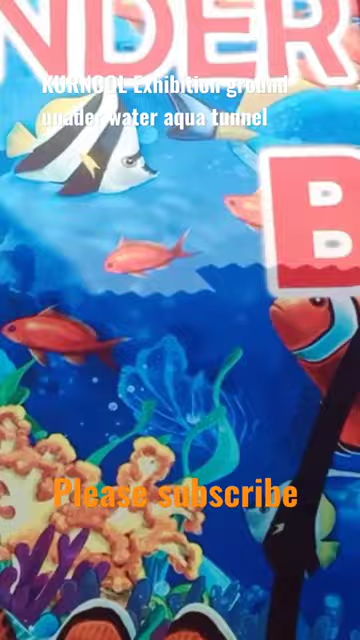 NDER
KURNOOL Exhibition ground
unader water aqua tunnel
B
Please subscribe